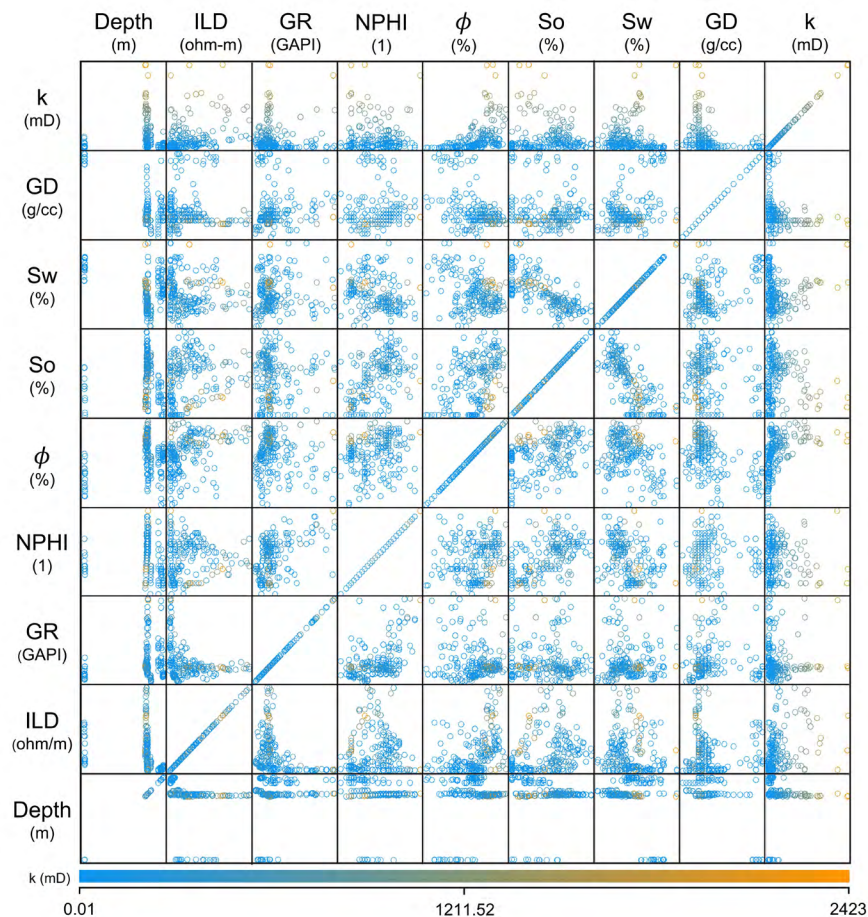 Depth ILD GR NPHI ϕ So Sw GD k
(m) (ohm-m) (GAPI) (1) (%) (%) (%) (g/cc) (mD)
k
(mD)
GD
(g/cc)
Sw
(%)
So
(%)
ϕ
(%)
NPHI
(1)
GR
(GAPI)
ILD
(ohm/m)
Depth
(m)
k (mD)
0.01 1211.52 2423